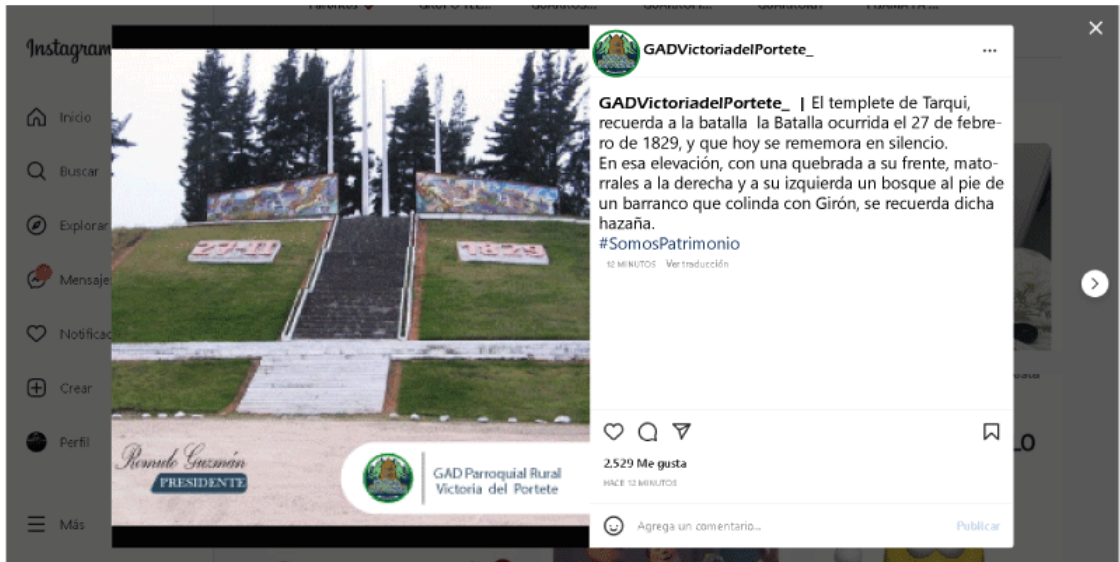 Instagram
Inicio
Buscar
Explorar
Mensaje
Notificac
Crear
Perfil
Más
27-II
1829
Romulo Guzmán
PRESIDENTE
GAD Parroquial Rural
Victoria del Portete
GADVictoriadelPortete_
GADVictoriadelPortete_ | El templete de Tarqui,
recuerda a la batalla la Batalla ocurrida el 27 de febre-
ro de 1829, y que hoy se rememora en silencio.
En esa elevación, con una quebrada a su frente, mato-
rrales a la derecha y a su izquierda un bosque al pie de
un barranco que colinda con Girón, se recuerda dicha
hazaña.
#SomosPatrimonio
12 MINUTOS Ver traducción
2,529 Me gusta
HACE 12 MINUTOS
Agrega un comentario...
Publicar
LO